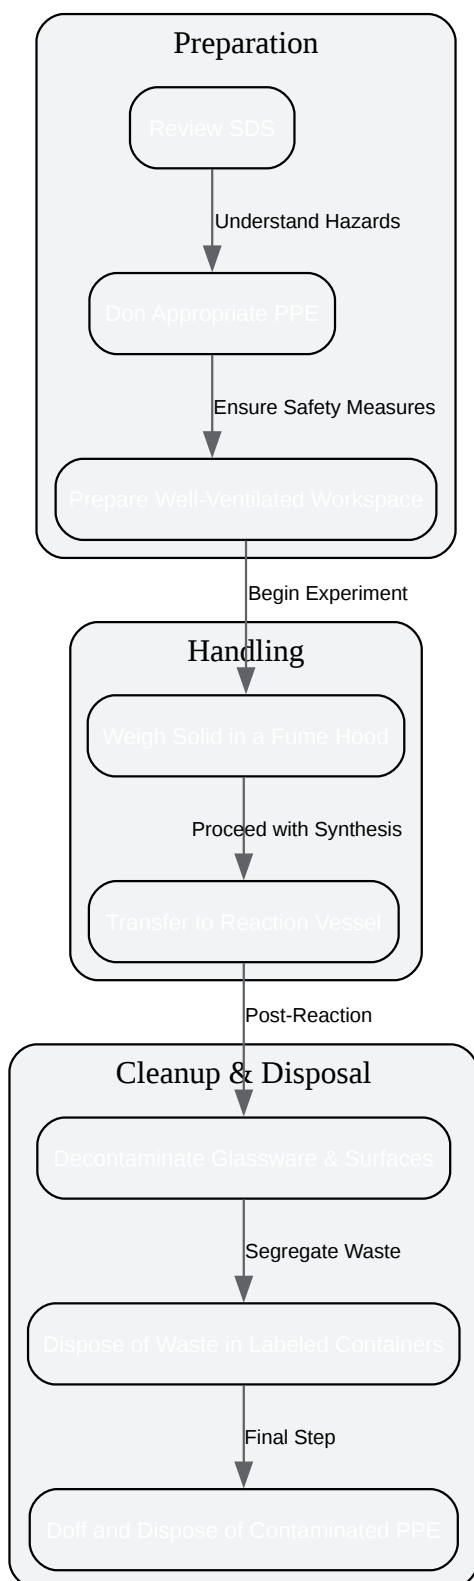 Preparation
Review SDS
Understand Hazards
Don Appropriate PPE
Ensure Safety Measures
Prepare Well-Ventilated Workspace
Begin Experiment
Handling
Weigh Solid in a Fume Hood
Proceed with Synthesis
Transfer to Reaction Vessel
Post-Reaction
Cleanup & Disposal
Decontaminate Glassware & Surfaces
Segregate Waste
Dispose of Waste in Labeled Containers
Final Step
Doff and Dispose of Contaminated PPE